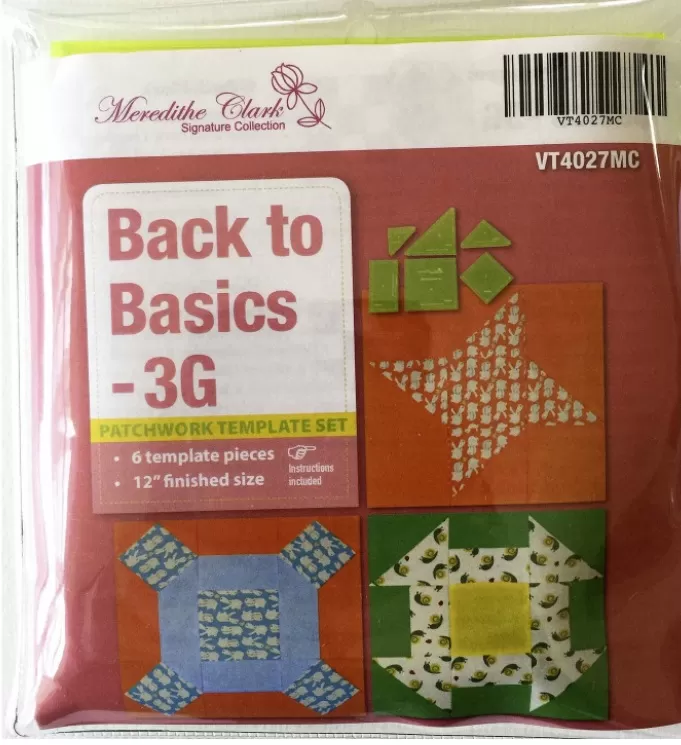 Meredithe Clark
Signature Collection
VT4027MC
VT4027MC
Back to
Basics
- 3G
PATCHWORK TEMPLATE SET
• 6 template pieces
• 12" finished size
Instructions
included